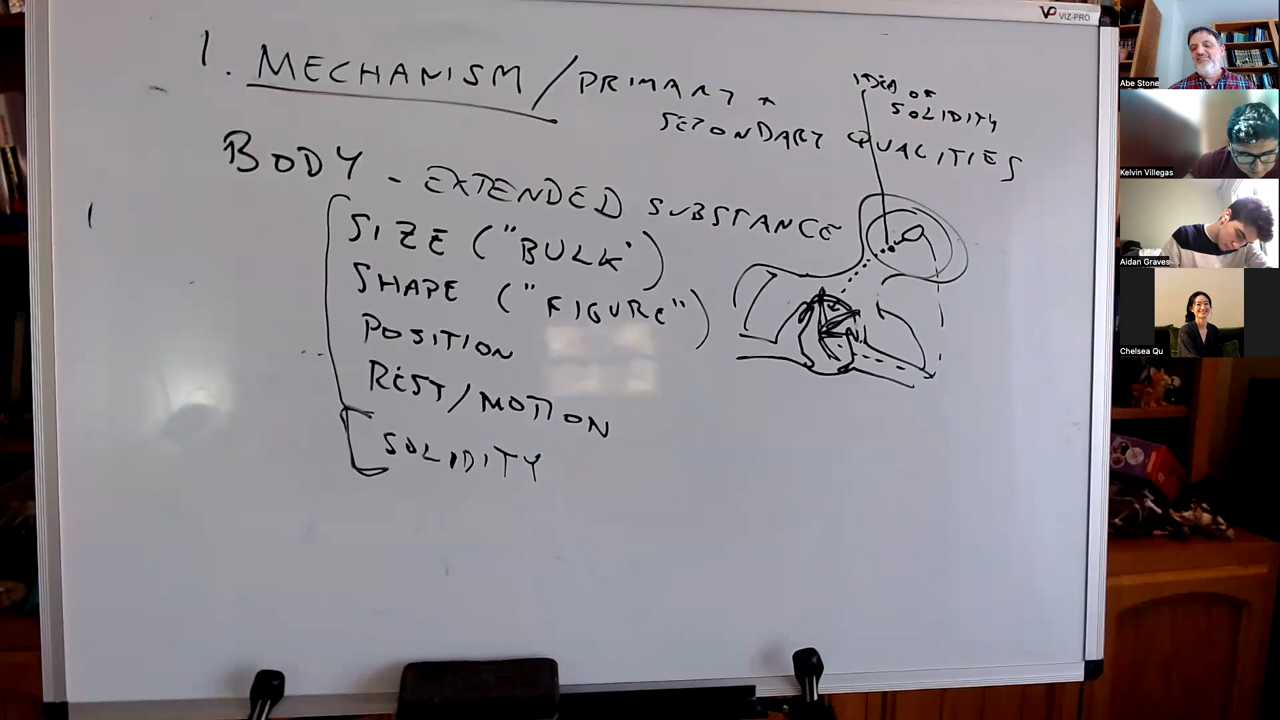 VIZ-PRO
1. MECHANISM / PRIMARY +
SECONDARY QUALITIES
IDEA OF
SOLIDITY
BODY - EXTENDED SUBSTANCE
SIZE ("BULK")
SHAPE ("FIGURE")
POSITION
REST/MOTION
SOLIDITY
Abe Stone
Kelvin Villegas
Aidan Graves
Chelsea Qu